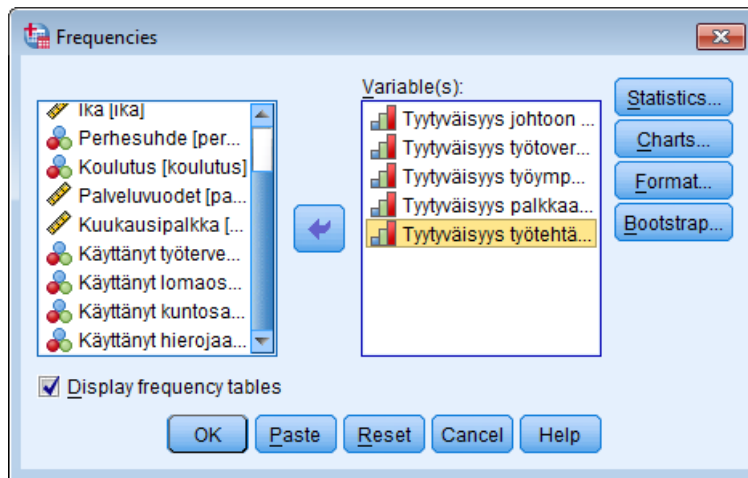 Frequencies
Variable(s):
Ikä [ika]
Perhesuhde [per...
Koulutus [koulutus]
Palveluvuodet [pa...
Kuukausipalkka [...
Käyttänyt työterve...
Käyttänyt lomaos...
Käyttänyt kuntosa...
Käyttänyt hierojaa...
Tyytyväisyys johtoon ...
Tyytyväisyys työtover...
Tyytyväisyys työymp...
Tyytyväisyys palkkaa...
Tyytyväisyys työtehtä...
Statistics...
Charts...
Format...
Bootstrap...
Display frequency tables
OK Paste Reset Cancel Help